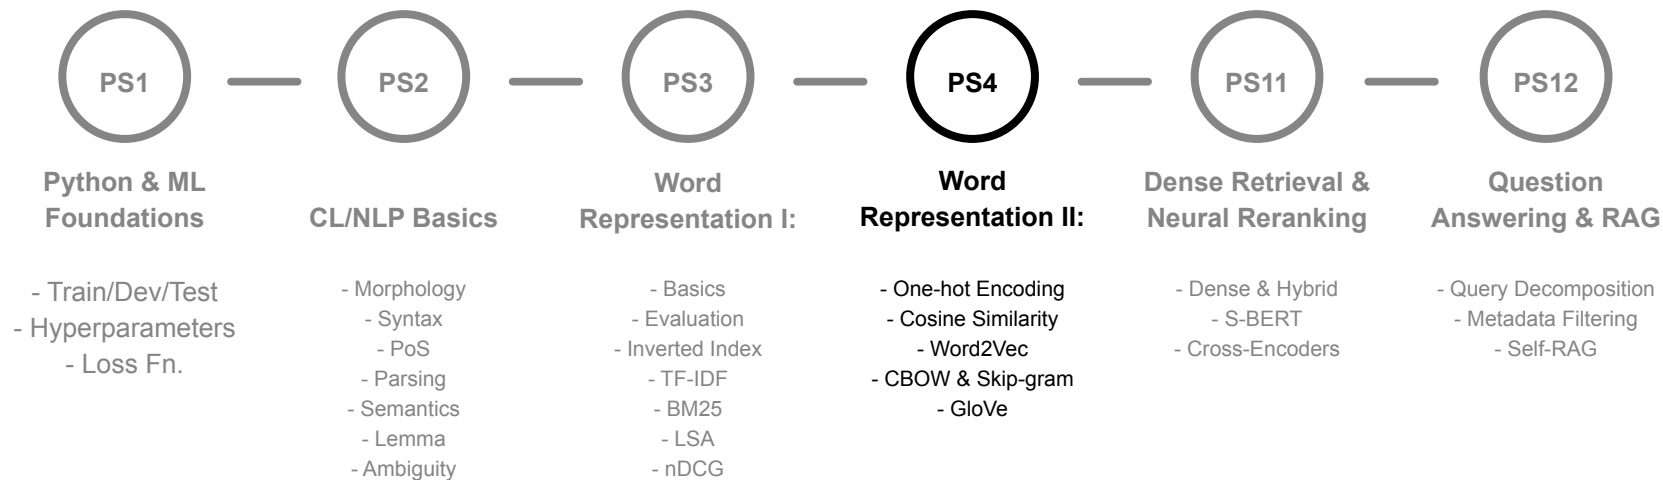 PS1
PS2
PS3
PS4
PS11
PS12
Python & ML
Foundations
- Train/Dev/Test
- Hyperparameters
- Loss Fn.
CL/NLP Basics
- Morphology
- Syntax
- PoS
- Parsing
- Semantics
- Lemma
- Ambiguity
Word
Representation I:
- Basics
- Evaluation
- Inverted Index
- TF-IDF
- BM25
- LSA
- nDCG
Word
Representation II:
- One-hot Encoding
- Cosine Similarity
- Word2Vec
- CBOW & Skip-gram
- GloVe
Dense Retrieval &
Neural Reranking
- Dense & Hybrid
- S-BERT
- Cross-Encoders
Question
Answering & RAG
- Query Decomposition
- Metadata Filtering
- Self-RAG